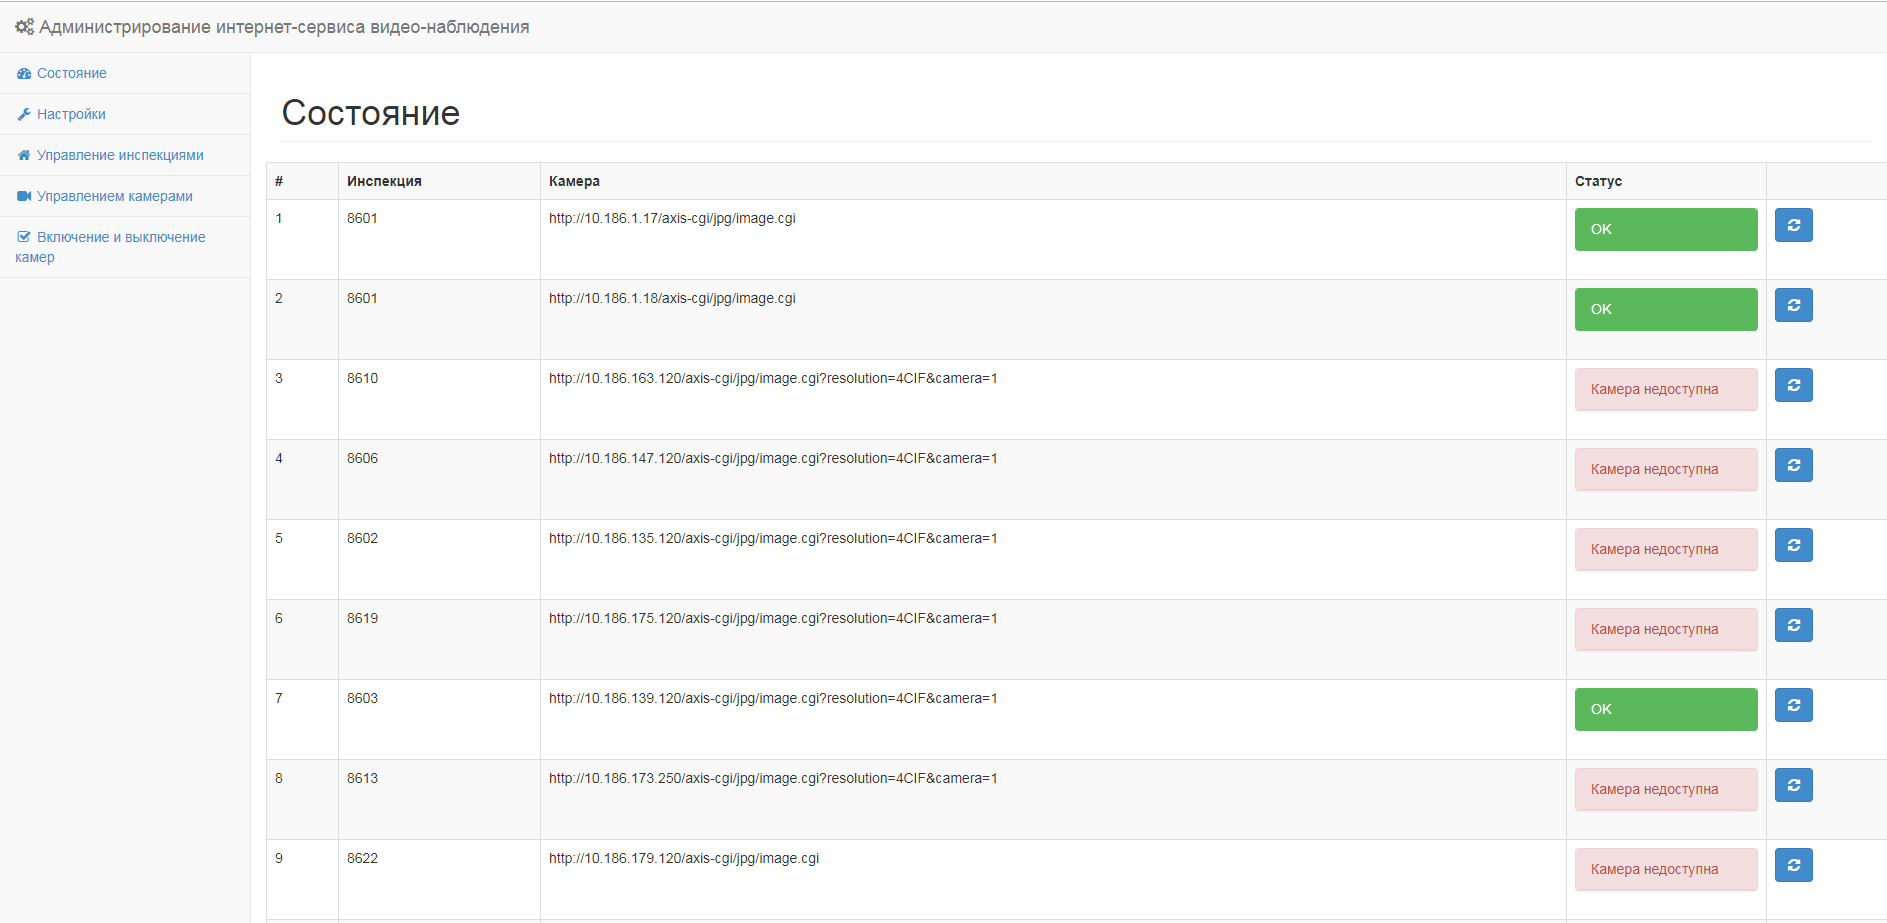 Администрирование интернет-сервиса видео-наблюдения
Состояние
Настройки
Управление инспекциями
Управлением камерами
Включение и выключение
камер
Состояние
# Инспекция Камера Статус
1 8601 http://10.186.1.17/axis-cgi/jpg/image.cgi OK
2 8601 http://10.186.1.18/axis-cgi/jpg/image.cgi OK
3 8610 http://10.186.163.120/axis-cgi/jpg/image.cgi?resolution=4CIF&camera=1 Камера недоступна
4 8606 http://10.186.147.120/axis-cgi/jpg/image.cgi?resolution=4CIF&camera=1 Камера недоступна
5 8602 http://10.186.135.120/axis-cgi/jpg/image.cgi?resolution=4CIF&camera=1 Камера недоступна
6 8619 http://10.186.175.120/axis-cgi/jpg/image.cgi?resolution=4CIF&camera=1 Камера недоступна
7 8603 http://10.186.139.120/axis-cgi/jpg/image.cgi?resolution=4CIF&camera=1 OK
8 8613 http://10.186.173.250/axis-cgi/jpg/image.cgi?resolution=4CIF&camera=1 Камера недоступна
9 8622 http://10.186.179.120/axis-cgi/jpg/image.cgi Камера недоступна